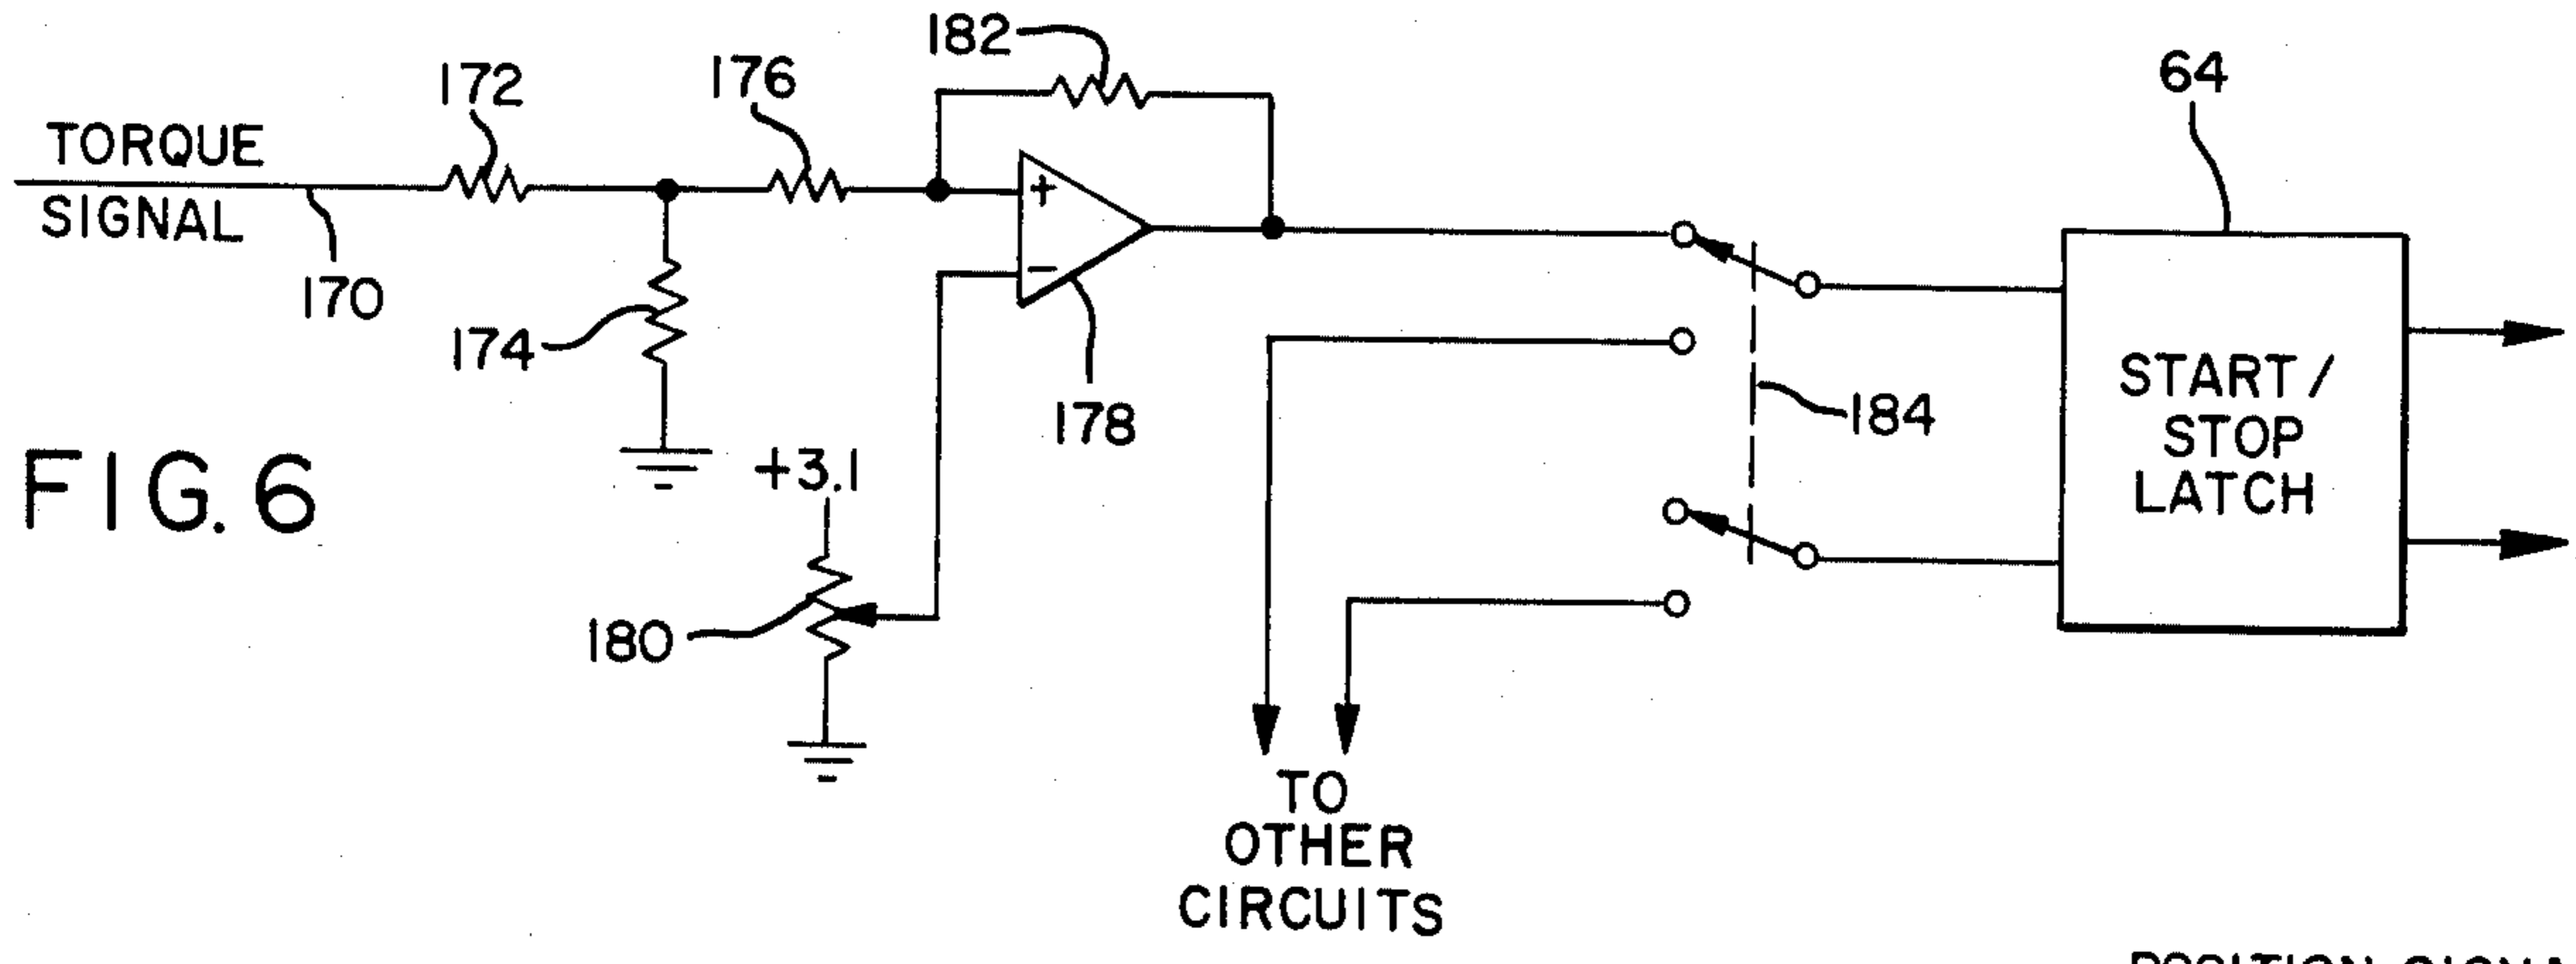 182
64
172
176
TORQUE
SIGNAL
+
-
170
174
178
184
START/
STOP
LATCH
FIG. 6
+3.1
180
TO
OTHER
CIRCUITS